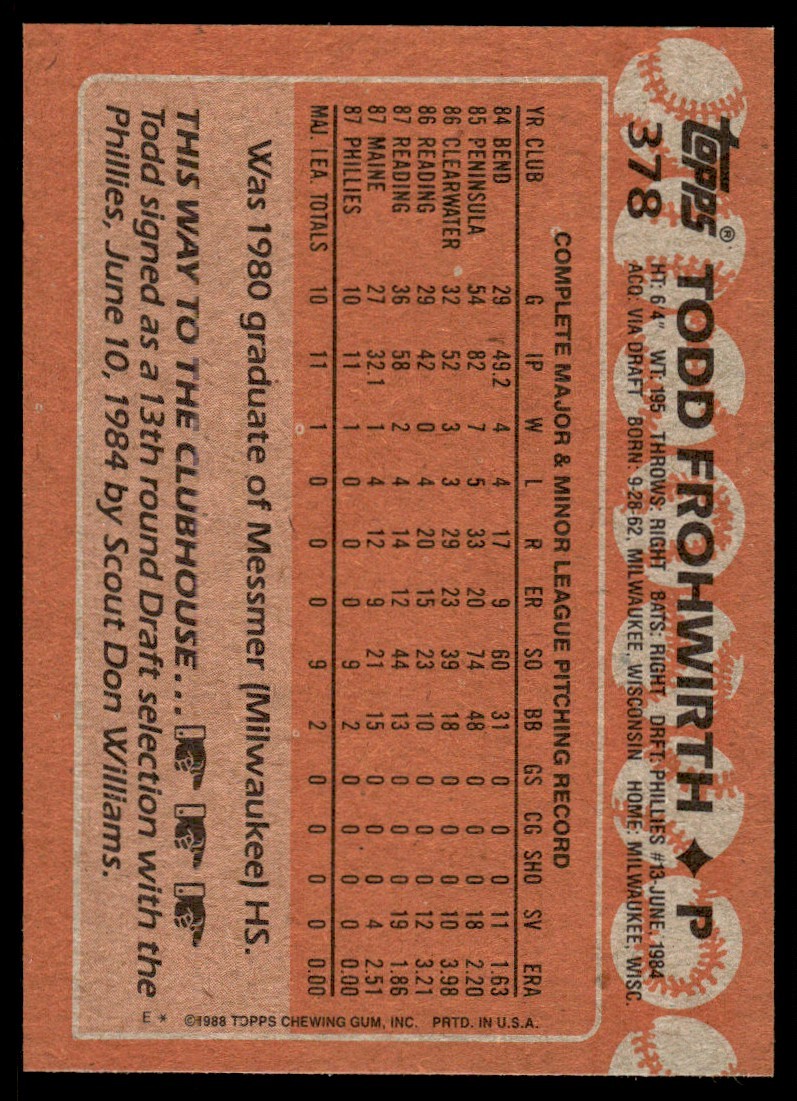 topps® TODD FROHWIRTH ◆ P
378 HT: 6'4" WT: 195 THROWS: RIGHT BATS: RIGHT DRFT: PHILLIES #13-JUNE, 1984
ACQ: VIA DRAFT BORN: 9-28-62, MILWAUKEE, WISCONSIN HOME: MILWAUKEE, WISC.
COMPLETE MAJOR & MINOR LEAGUE PITCHING RECORD
YR CLUB G IP W L R ER SO BB GS CG SHO SV ERA
84 BEND 29 49.2 4 4 17 9 60 31 0 0 0 11 1.63
85 PENINSULA 54 82 7 5 33 20 74 48 0 0 0 18 2.20
86 CLEARWATER 32 52 3 3 29 23 39 18 0 0 0 10 3.98
86 READING 29 42 0 4 20 15 23 10 0 0 0 12 3.21
87 READING 36 58 2 4 14 12 44 13 0 0 0 19 1.86
87 MAINE 27 32.1 1 4 12 9 21 15 0 0 0 4 2.51
87 PHILLIES 10 11 1 0 0 0 9 2 0 0 0 0 0.00
MAJ. LEA. TOTALS 10 11 1 0 0 0 9 2 0 0 0 0 0.00
Was 1980 graduate of Messmer (Milwaukee) HS.
THIS WAY TO THE CLUBHOUSE...
Todd signed as a 13th round Draft selection with the
Phillies, June 10, 1984 by Scout Don Williams.
E * ©1988 TOPPS CHEWING GUM, INC. PRTD. IN U.S.A.